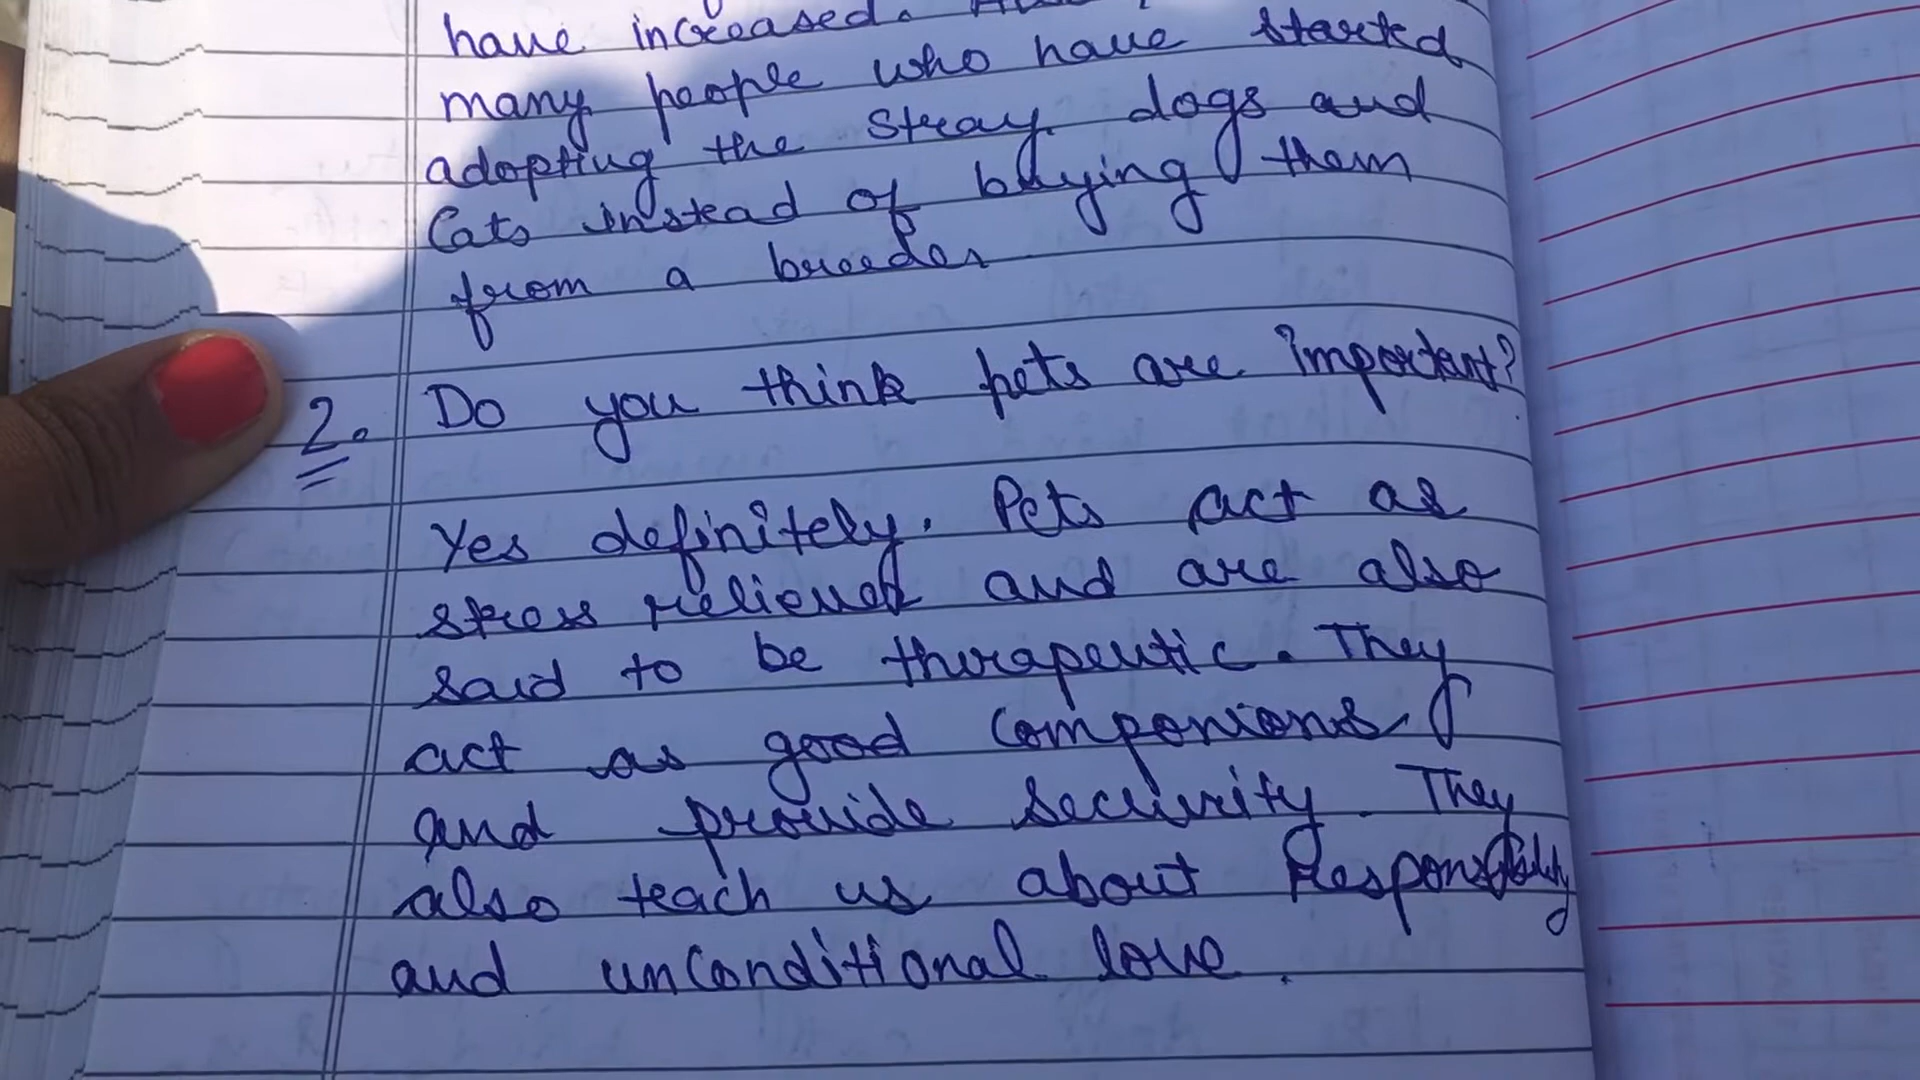 have increased.
many people who have started
adopting the stray dogs and
Cats instead of buying them
from a breeder
2. Do you think pets are important?
Yes definitely. Pets act as
stress and are also
said to be therapeutic. They
act as good companions
and provide security. They
also teach us about Responsibility
and unconditional love.